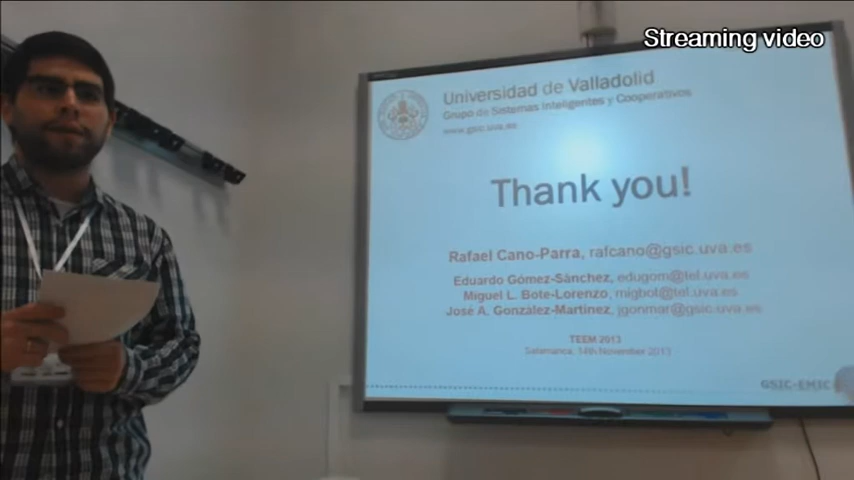 Streaming video
Universidad de Valladolid
Grupo de Sistemas Inteligentes y Cooperativos
www.gsic.uva.es
Thank you!
Rafael Cano-Parra, rafcano@gsic.uva.es
Eduardo Gómez-Sánchez, edugom@tel.uva.es
Miguel L. Bote-Lorenzo, migbot@tel.uva.es
José A. González-Martínez, jgonmar@gsic.uva.es
TEEM 2013
Salamanca, 14th November 2013
GSIC-EMIC